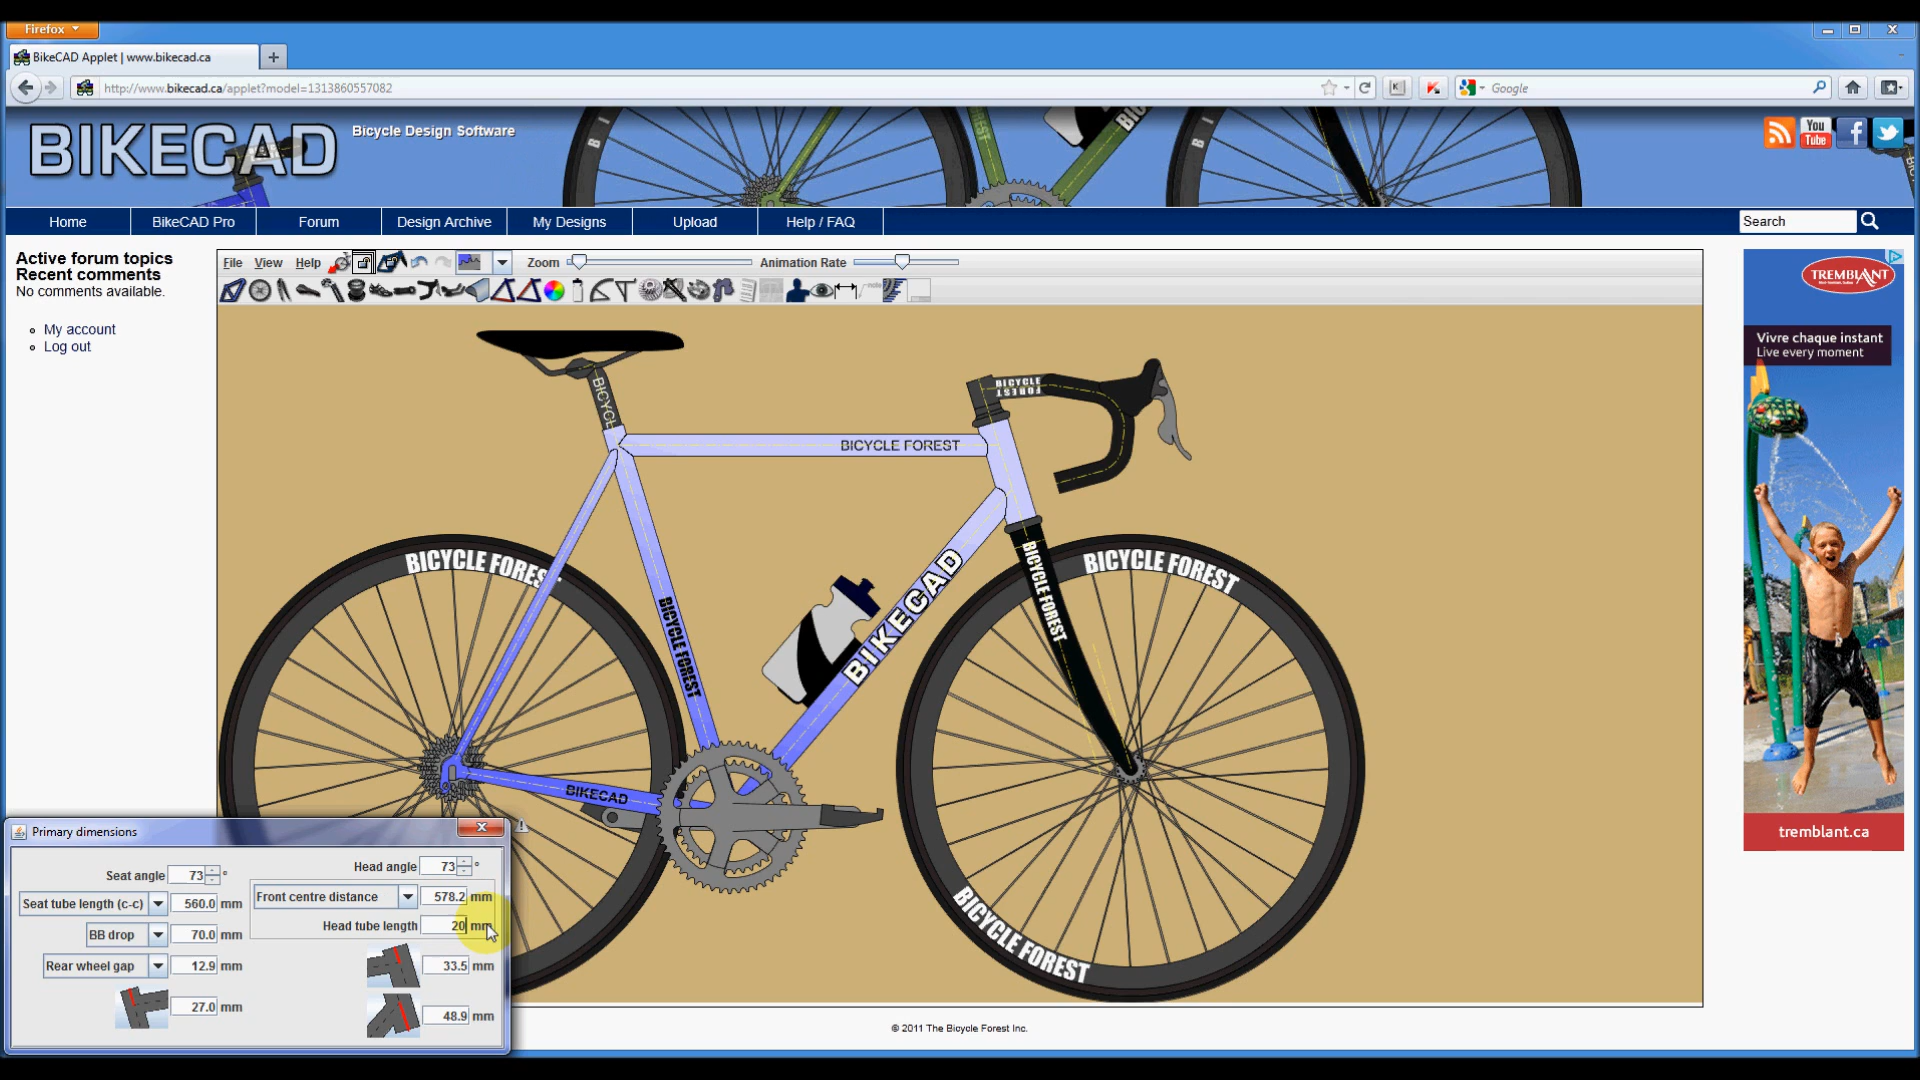 Firefox
BikeCAD Applet | www.bikecad.ca
http://www.bikecad.ca/applet?model=1313860557082
Google
BIKECAD
Bicycle Design Software
You
Tube
Home
BikeCAD Pro
Forum
Design Archive
My Designs
Upload
Help / FAQ
Search
Active forum topics
Recent comments
No comments available.
My account
Log out
File
View
Help
Zoom
Animation Rate
TREMBLANT
Vivre chaque instant
Live every moment
tremblant.ca
BICYCLE
FOREST
BICYCLE FOREST
BICYCLE FOREST
BICYCLE FOREST
BICYCLE FOREST
BICYCLE FOREST
BIKECAD
BIKECAD
BICYCLE FOREST
Primary dimensions
Seat angle 73 °
Head angle 73 °
Seat tube length (c-c) 560.0 mm
Front centre distance 578.2 mm
Head tube length 20 mm
BB drop 70.0 mm
Rear wheel gap 12.9 mm
33.5 mm
27.0 mm
48.9 mm
© 2011 The Bicycle Forest Inc.